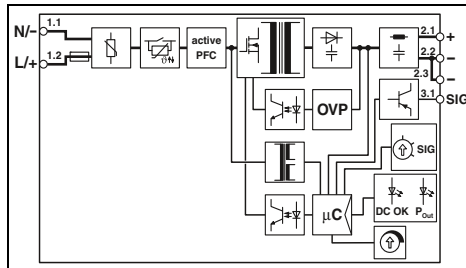 N/- 1.1
L/+ 1.2
active
PFC
2.1 +
2.2 -
2.3 -
3.1 SIG
OVP
SIG
µC
DC OK POut